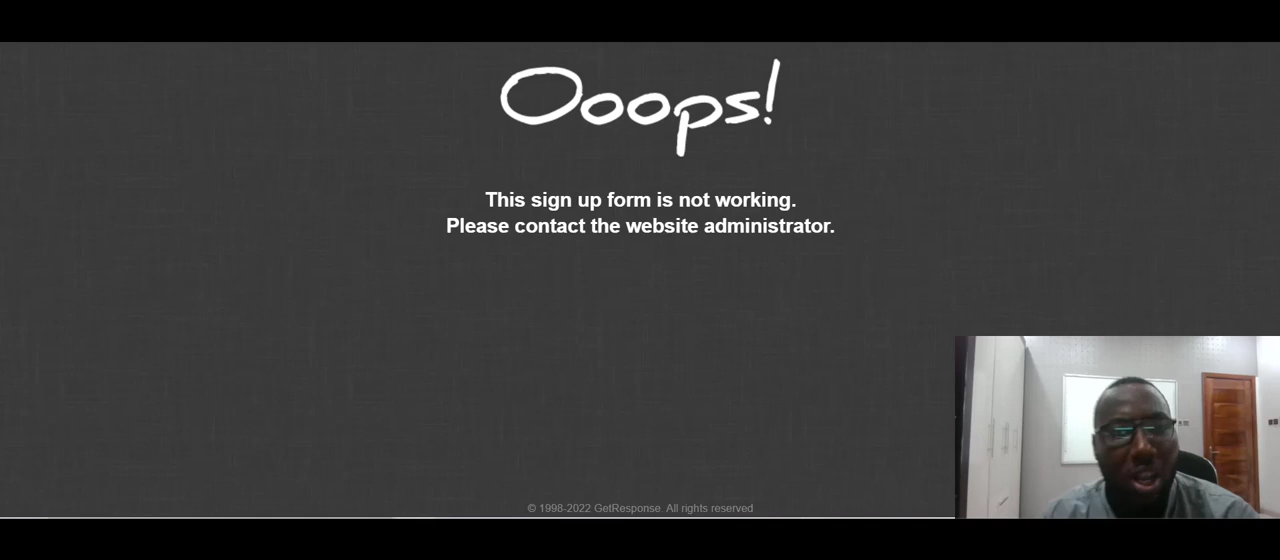 Ooops!
This sign up form is not working.
Please contact the website administrator.
© 1998-2022 GetResponse. All rights reserved